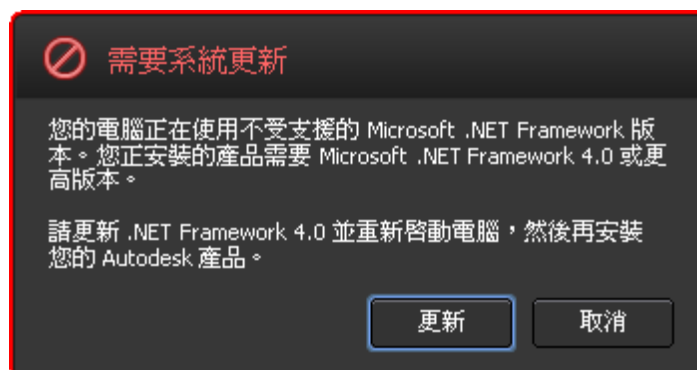 需要系統更新
您的電腦正在使用不受支援的 Microsoft .NET Framework 版
本。您正安裝的產品需要 Microsoft .NET Framework 4.0 或更
高版本。
請更新 .NET Framework 4.0 並重新啓動電腦，然後再安裝
您的 Autodesk 產品。
更新 取消